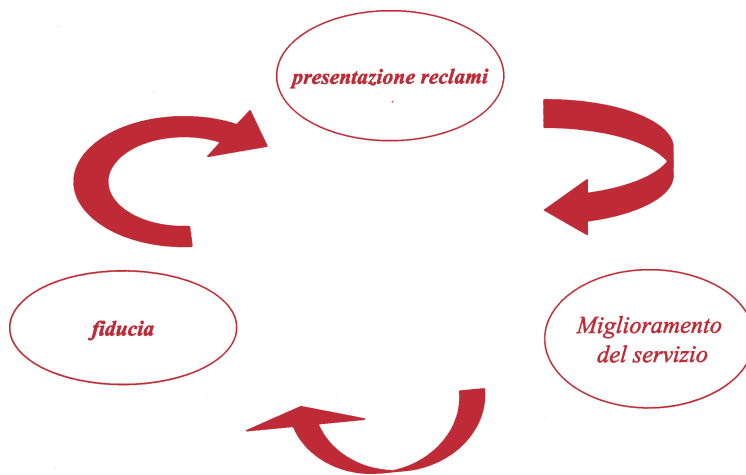 presentazione reclami
fiducia
Miglioramento
del servizio